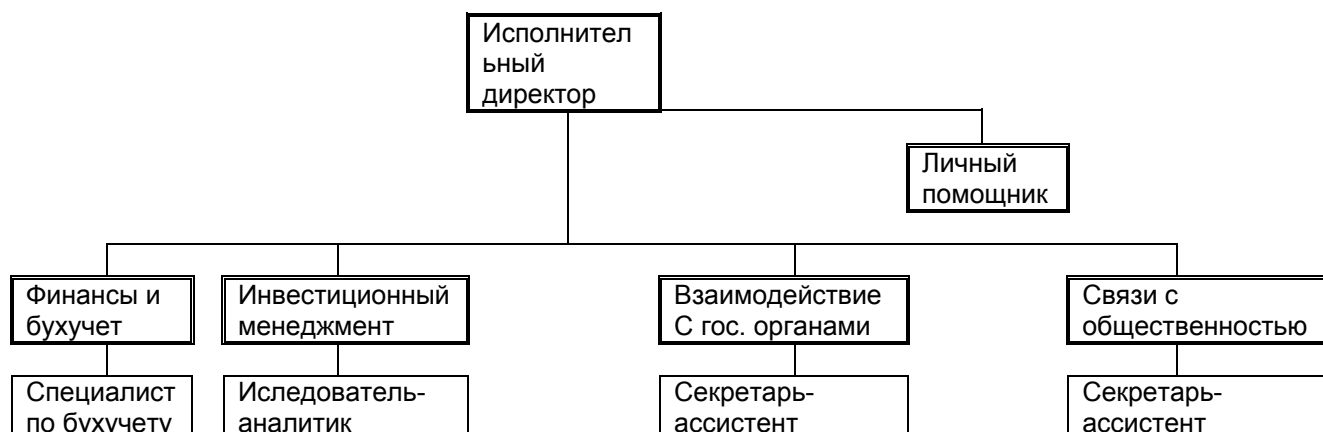 Исполнител
ьный
директор
Личный
помощник
Финансы и
бухучет
Инвестиционный
менеджмент
Взаимодействие
С гос. органами
Связи с
общественностью
Специалист
по бухучету
Иследователь-
аналитик
Секретарь-
ассистент
Секретарь-
ассистент